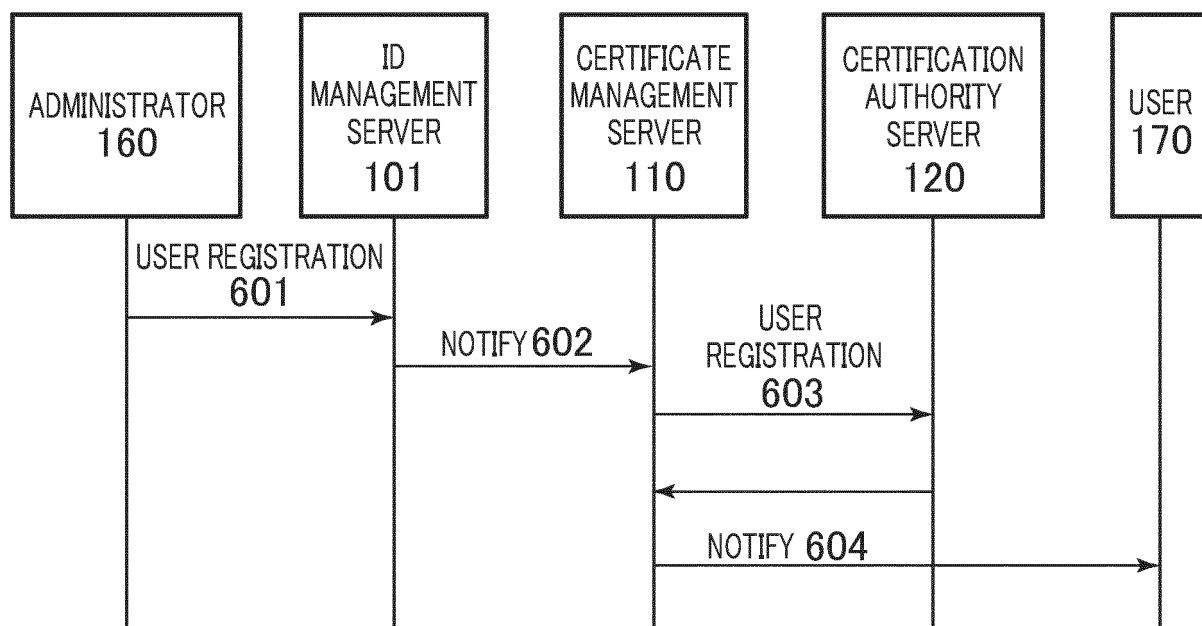 ADMINISTRATOR
160
ID
MANAGEMENT
SERVER
101
CERTIFICATE
MANAGEMENT
SERVER
110
CERTIFICATION
AUTHORITY
SERVER
120
USER
170
USER REGISTRATION
601
NOTIFY 602
USER
REGISTRATION
603
NOTIFY 604